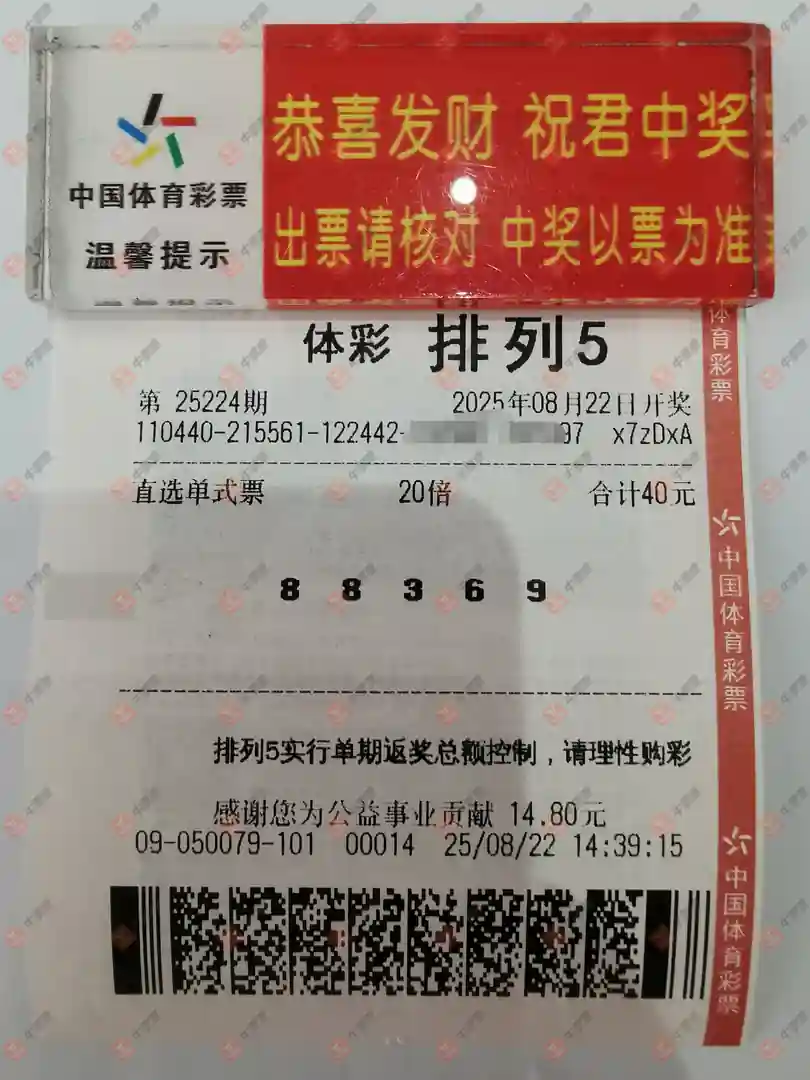 恭喜发财 祝君中奖
中国体育彩票
温馨提示
出票请核对 中奖以票为准
体彩 排列5
第 25224期 2025年08月22日开奖
110440-215561-122442- 97 x7zDxA
直选单式票 20倍 合计40元
8 8 3 6 9
排列5实行单期返奖总额控制，请理性购彩
感谢您为公益事业贡献 14.80元
09-050079-101 00014 25/08/22 14:39:15
体育彩票
中国体育彩票
中国体育彩票